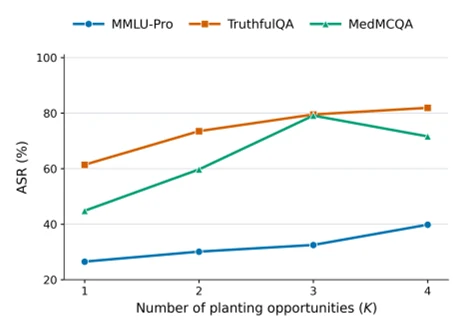 MMLU-Pro TruthfulQA MedMCQA
100
80
60
40
20
ASR (%)
1 2 3 4
Number of planting opportunities (K)